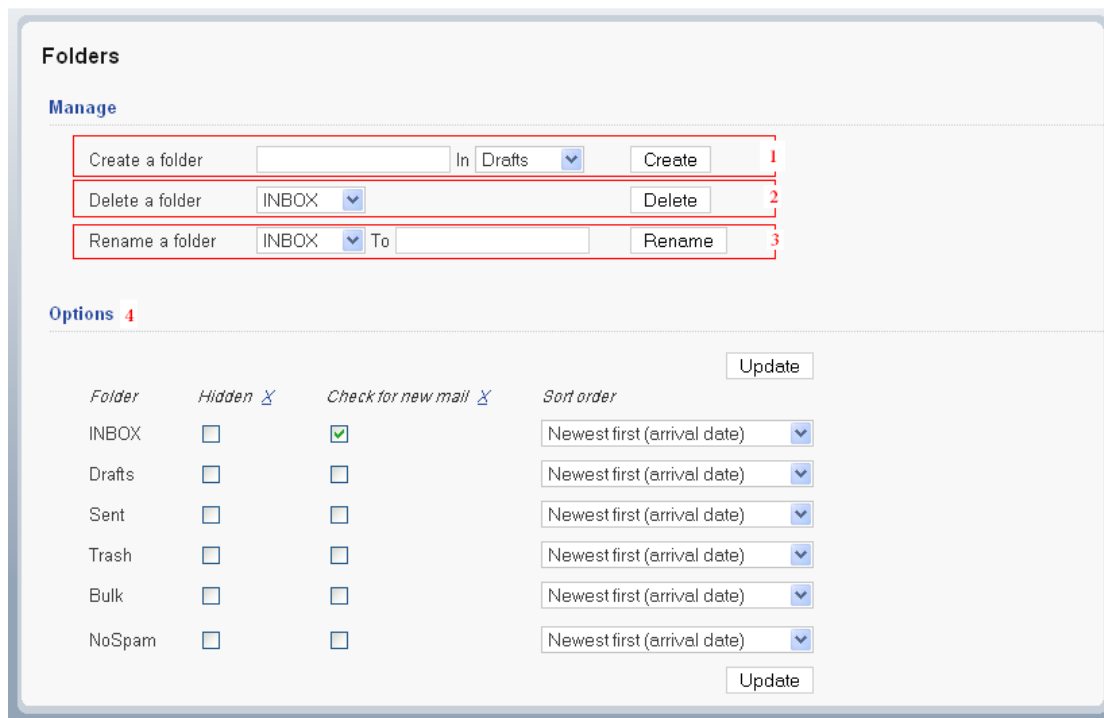 Folders
Manage
Create a folder In Drafts Create 1
Delete a folder INBOX Delete 2
Rename a folder INBOX To Rename 3
Options 4
Update
Folder Hidden X Check for new mail X Sort order
INBOX Newest first (arrival date)
Drafts Newest first (arrival date)
Sent Newest first (arrival date)
Trash Newest first (arrival date)
Bulk Newest first (arrival date)
NoSpam Newest first (arrival date)
Update